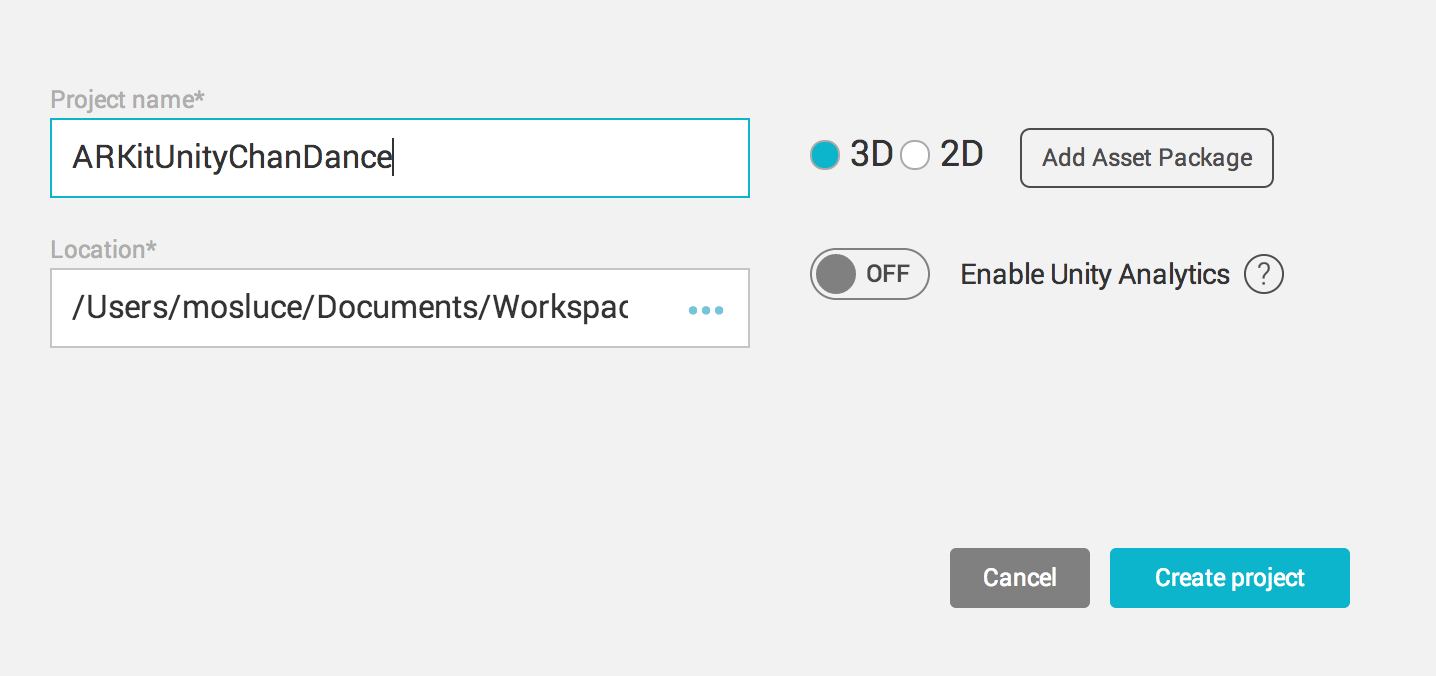 Project name*
ARKitUnityChanDance
3D 2D Add Asset Package
Location*
/Users/mosluce/Documents/Workspac
OFF Enable Unity Analytics ?
Cancel Create project